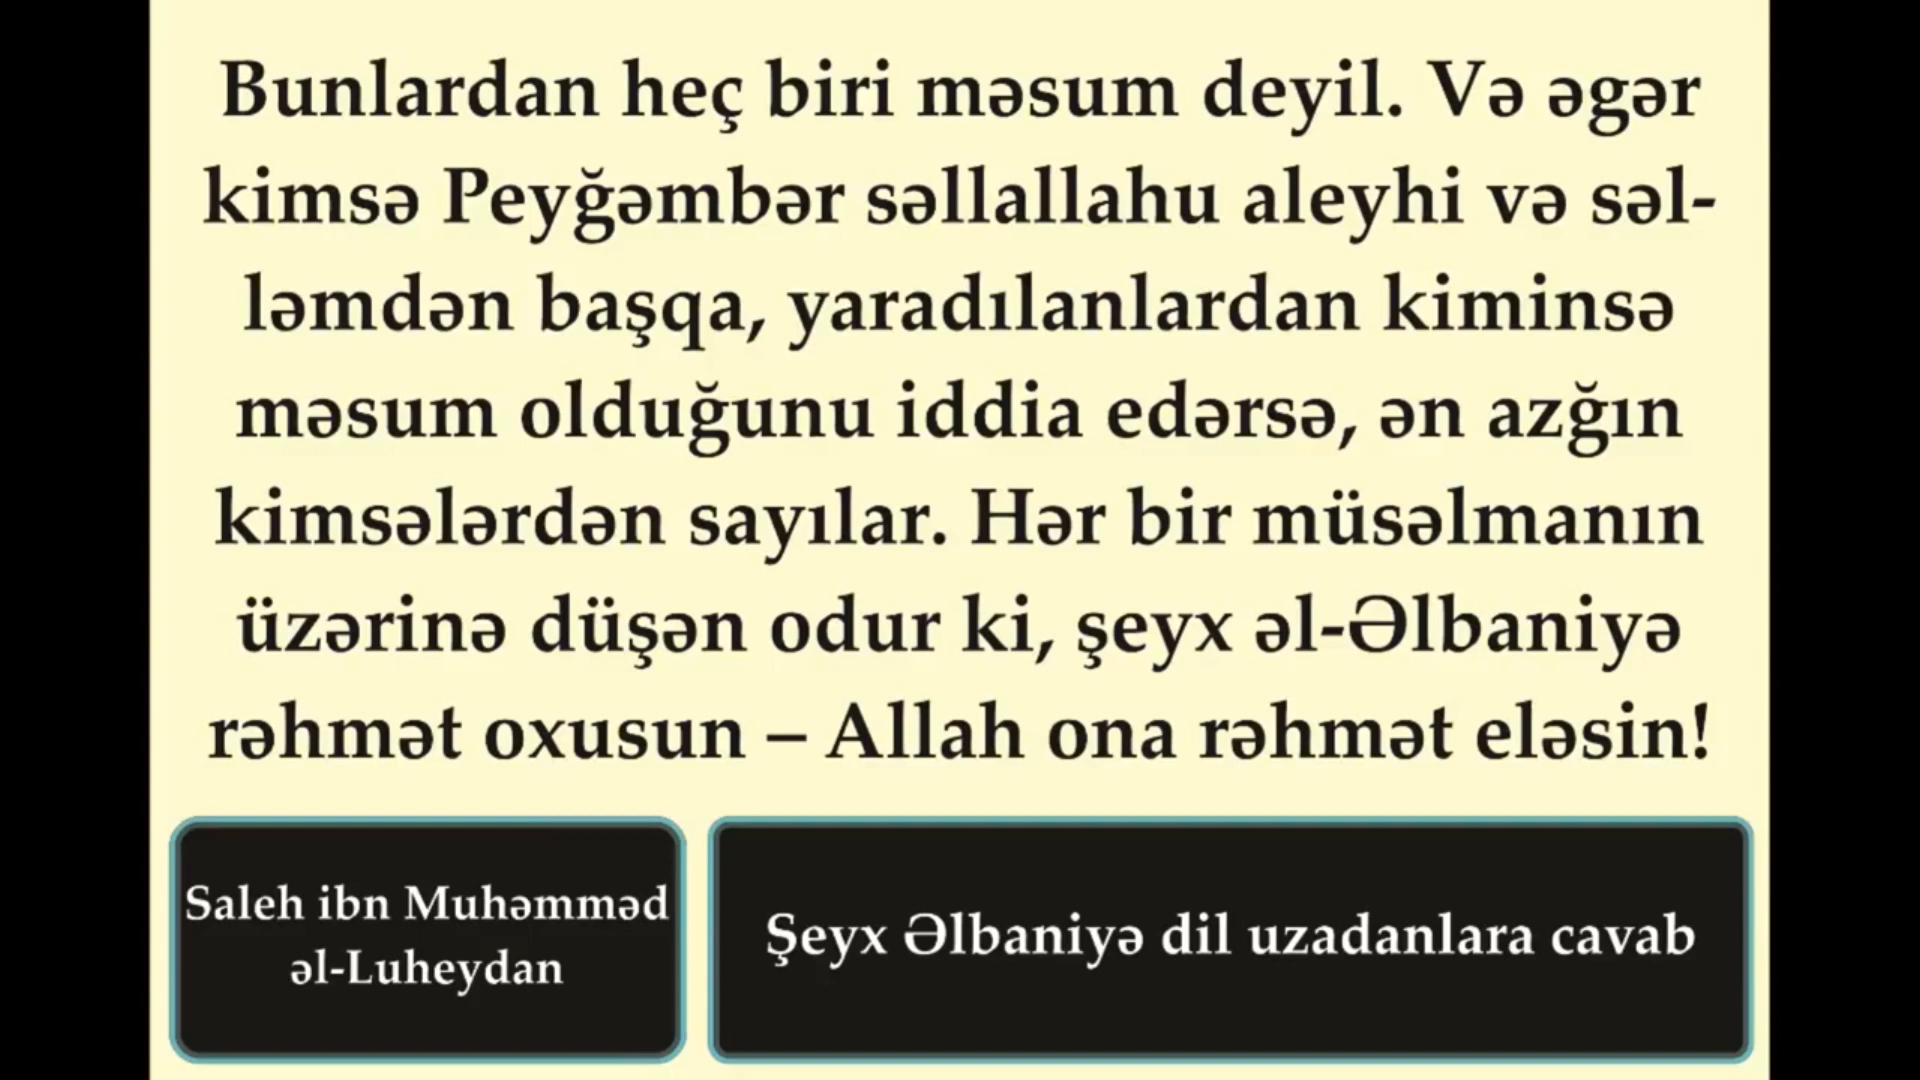 Bunlardan heç biri məsum deyil. Və əgər
kimsə Peyğəmbər səllallahu aleyhi və səl-
ləmdən başqa, yaradılanlardan kiminsə
məsum olduğunu iddia edərsə, ən azğın
kimsələrdən sayılar. Hər bir müsəlmanın
üzərinə düşən odur ki, şeyx əl-Əlbaniyə
rəhmət oxusun – Allah ona rəhmət eləsin!
Saleh ibn Muhəmməd
əl-Luheydan
Şeyx Əlbaniyə dil uzadanlara cavab